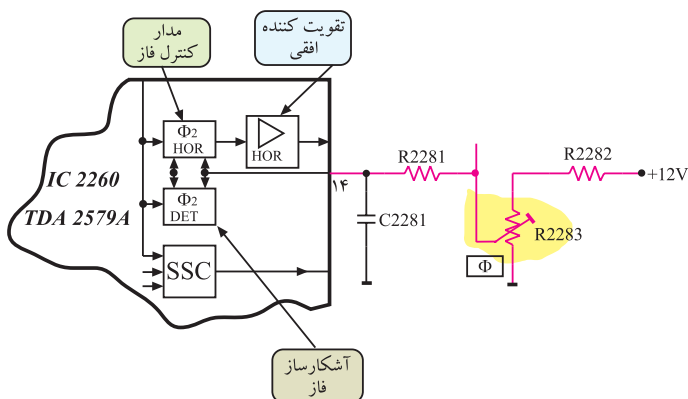 مدار
کنترل فاز
تقویت کننده
افقی
Φ2
HOR
HOR
IC 2260
TDA 2579A
Φ2
DET
SSC
۱۴
R2281
C2281
R2282
+12V
R2283
Φ
آشکارساز
فاز